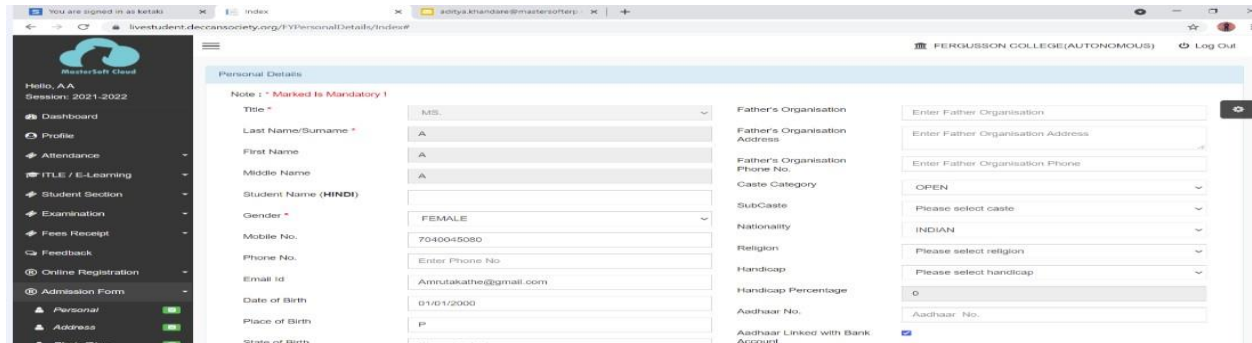 You are signed in as ketaki
Index
aditya.khandare@mastersofterp
livestudent.deccansociety.org/FYPersonalDetails/Index#
MasterSoft Cloud
Hello, A A
Session: 2021-2022
Dashboard
Profile
Attendance
ITLE / E-Learning
Student Section
Examination
Fees Receipt
Feedback
Online Registration
Admission Form
Personal
Address
FERGUSSON COLLEGE(AUTONOMOUS)
Log Out
Personal Details
Note : * Marked Is Mandatory !
Title *
MS.
Last Name/Surname *
A
First Name
A
Middle Name
A
Student Name (HINDI)
Gender *
FEMALE
Mobile No.
7040045080
Phone No.
Enter Phone No
Email Id
Amrutakathe@gmail.com
Date of Birth
01/01/2000
Place of Birth
P
State of Birth
Father's Organisation
Enter Father Organisation
Father's Organisation
Address
Enter Father Organisation Address
Father's Organisation
Phone No.
Enter Father Organisation Phone
Caste Category
OPEN
SubCaste
Please select caste
Nationality
INDIAN
Religion
Please select religion
Handicap
Please select handicap
Handicap Percentage
0
Aadhaar No.
Aadhaar No.
Aadhaar Linked with Bank
Account